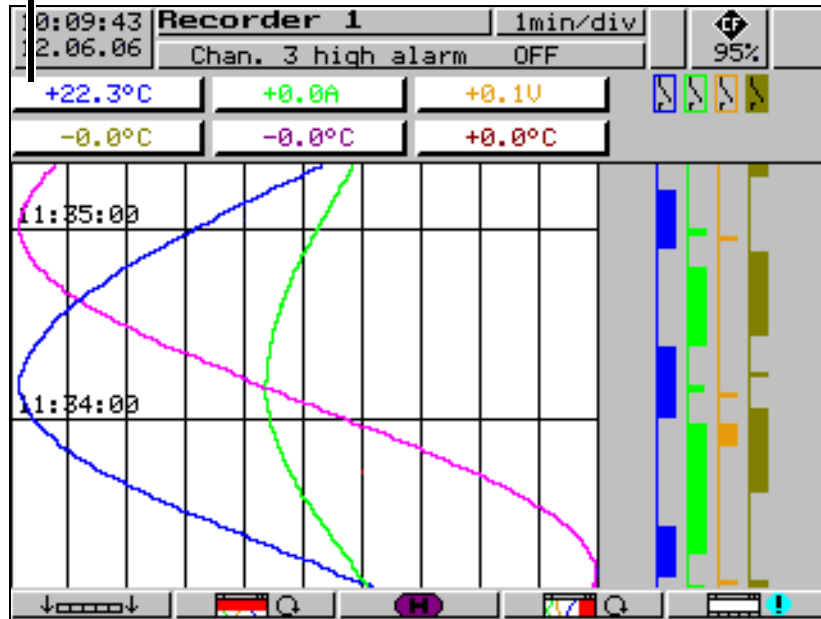 10:09:43 Recorder 1 1min/div CF
12.06.06 Chan. 3 high alarm OFF 95%
+22.3°C +0.0A +0.1V
-0.0°C -0.0°C +0.0°C
11:35:00
11:34:00
H !